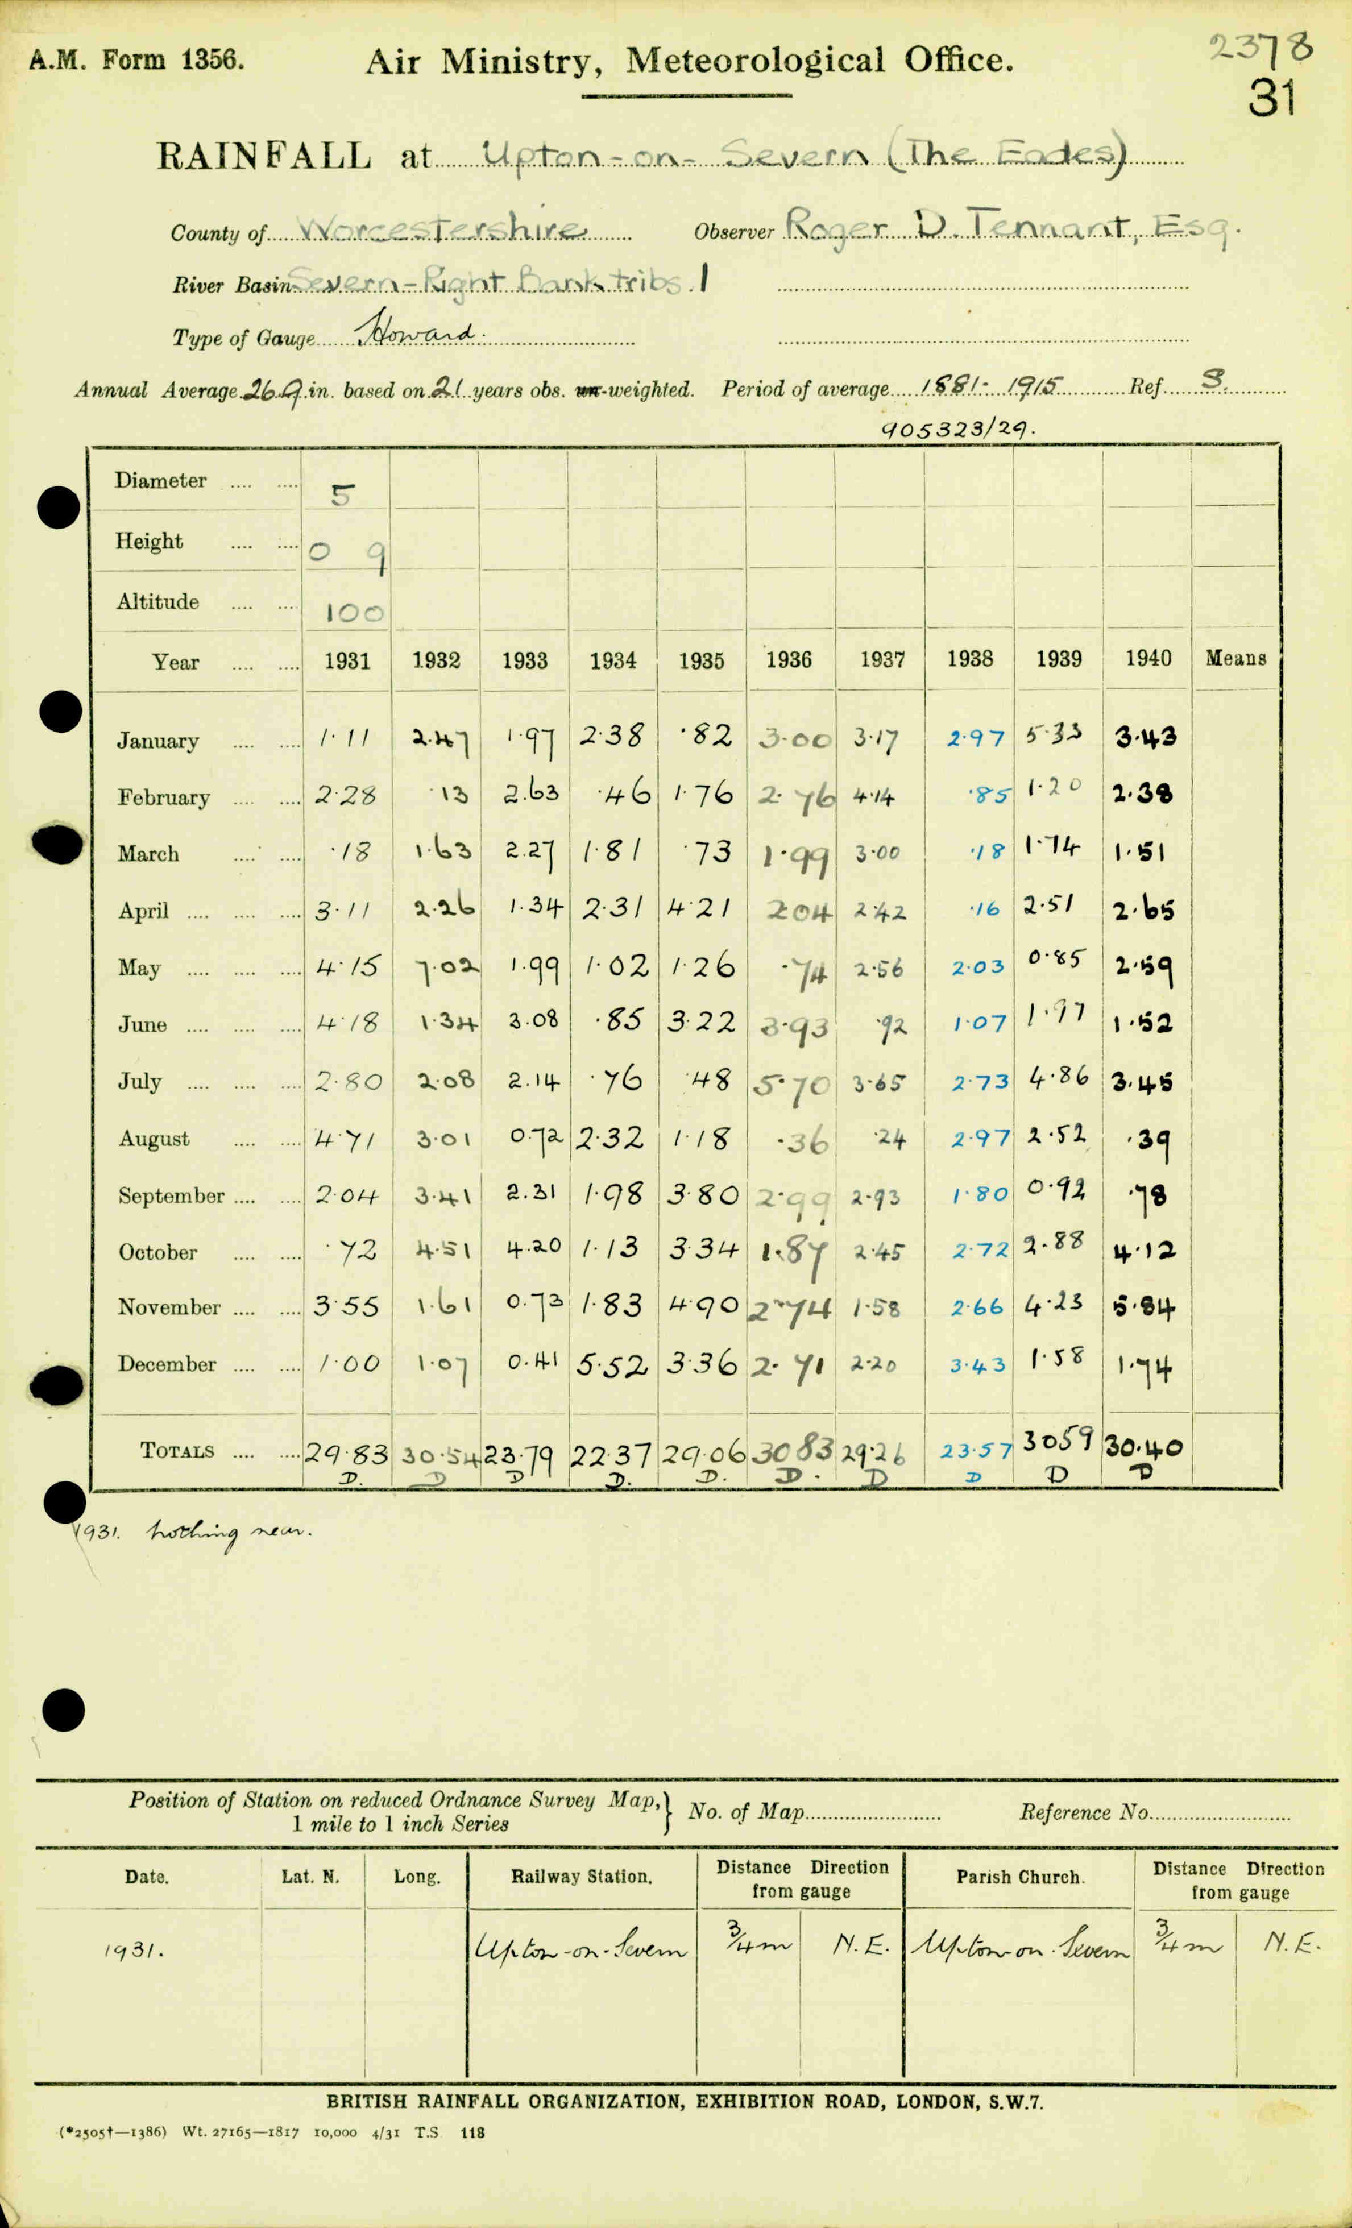 2378
A.M. Form 1356. Air Ministry, Meteorological Office.
31
RAINFALL at Upton-on-Severn (The Eades)
County of Worcestershire Observer Roger D. Tennant, Esq.
River Basin Severn-Right Bank tribs. 1
Type of Gauge Howard.
Annual Average 26.9 in. based on 21 years obs. un-weighted. Period of average 1881-1915 Ref. S.
905323/29.
Diameter 5
Height 0 9
Altitude 100
Year 1931 1932 1933 1934 1935 1936 1937 1938 1939 1940 Means
January 1·11 2·47 1·97 2·38 ·82 3·00 3·17 2·97 5·33 3·43
February 2·28 ·13 2.63 ·46 1·76 2·76 4·14 ·85 1·20 2·38
March ·18 1·63 2.27 1·81 ·73 1·99 3·00 ·18 1·74 1·51
April 3·11 2·26 1·34 2·31 4·21 204 2·42 ·16 2·51 2·65
May 4·15 7·02 1.99 1·02 1·26 ·74 2·56 2·03 0·85 2·59
June 4·18 1·34 3·08 ·85 3·22 3·93 ·92 1·07 1·97 1·52
July 2·80 2·08 2.14 ·76 ·48 5·70 3·65 2·73 4·86 3·45
August 4·71 3·01 0·72 2·32 1·18 ·36 ·24 2·97 2·52 ·39
September 2·04 3·41 2.31 1·98 3·80 2·99 2·93 1·80 0·92 ·78
October ·72 4·51 4.20 1·13 3·34 1·87 2·45 2·72 2·88 4·12
November 3·55 1·61 0·73 1·83 4·90 2·74 1·58 2·66 4·23 5·84
December 1·00 1·07 0·41 5·52 3·36 2·71 2·20 3·43 1·58 1·74
TOTALS 29·83 30·54 23·79 22·37 29·06 30 83 29·26 23·57 3059 30·40
D. D D D. D. D. D D D D
1931. Nothing near.
Position of Station on reduced Ordnance Survey Map, } No. of Map Reference No.
1 mile to 1 inch Series
Date. Lat. N. Long. Railway Station. Distance Direction from gauge Parish Church. Distance Direction from gauge
1931. Upton-on-Severn 3/4 m N.E. Upton-on-Severn 3/4 m N.E.
BRITISH RAINFALL ORGANIZATION, EXHIBITION ROAD, LONDON, S.W.7.
(*2505†—1386) Wt. 27165—1817 10,000 4/31 T.S. 118